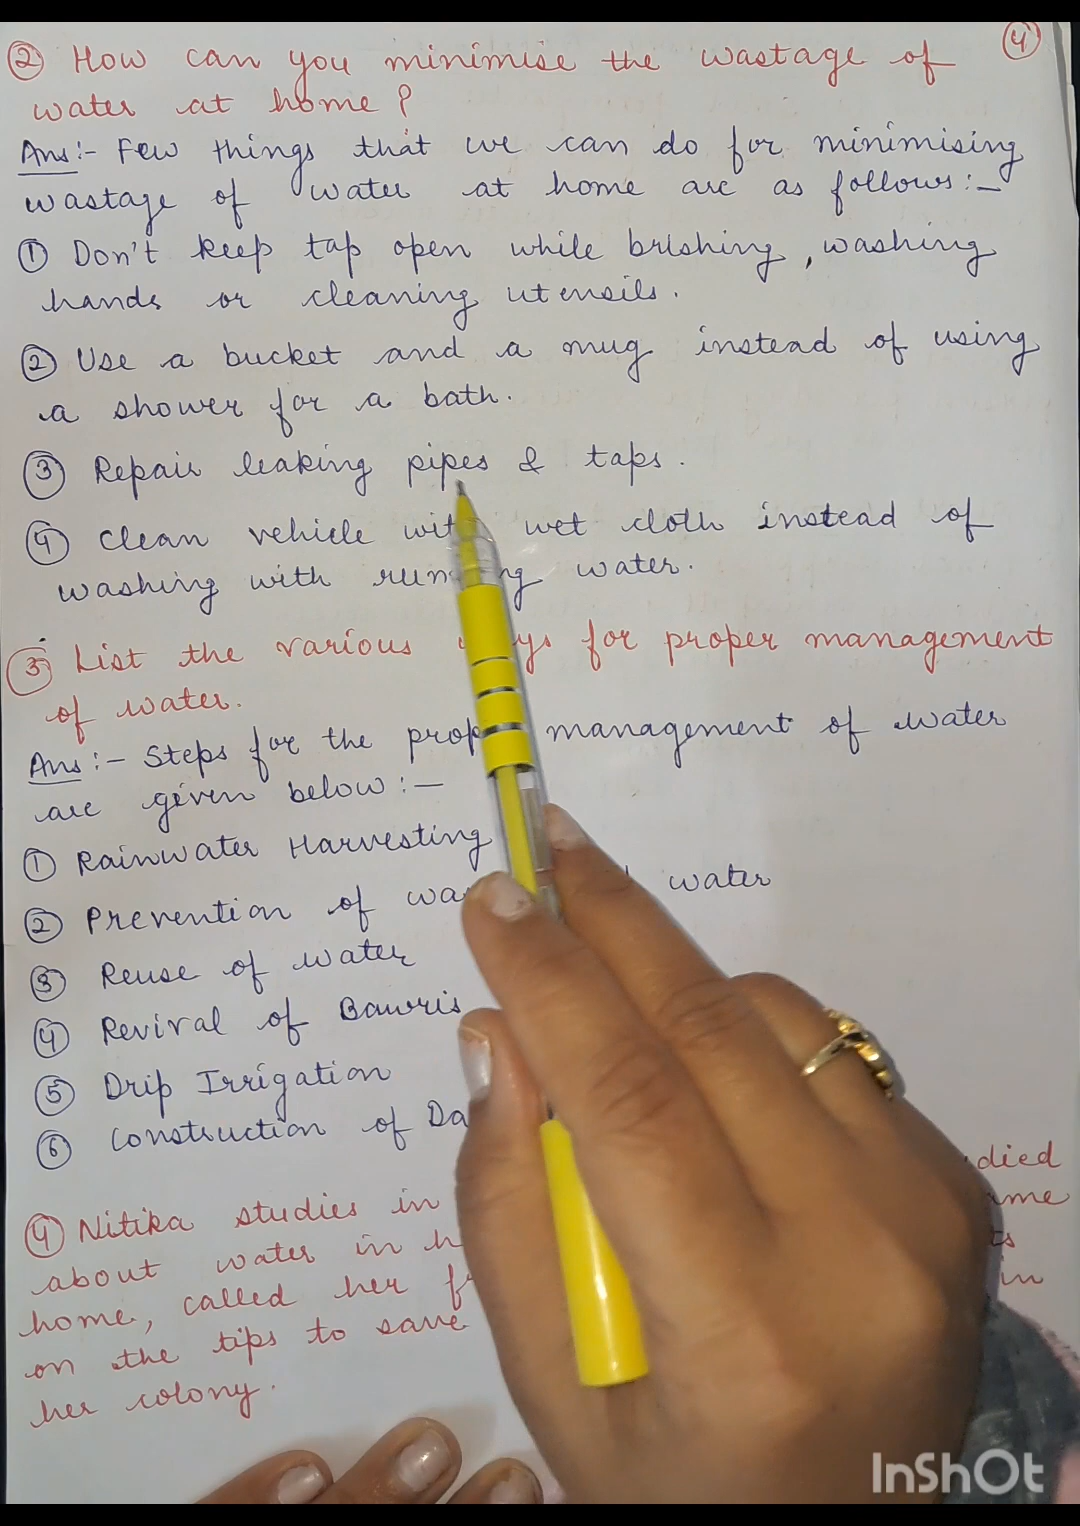 ② How can you minimise the wastage of ④
water at home ?
Ans:- Few things that we can do for minimising
wastage of water at home are as follows:-
① Don't keep tap open while brishing, washing
hands or cleaning utensils.
② Use a bucket and a mug instead of using
a shower for a bath.
③ Repair leaking pipes & taps.
④ Clean vehicle wet cloth instead of
washing with water.
③ List the various for proper management
of water.
Ans:- Steps for the management of water
are given below:-
① Rainwater Harvesting
② Prevention of water
③ Reuse of water
④ Revival of Bawris
⑤ Drip Irrigation
⑥ Construction of
④ Nitika studies in
about water in
home, called her
on the tips to save in
her colony.
InShOt